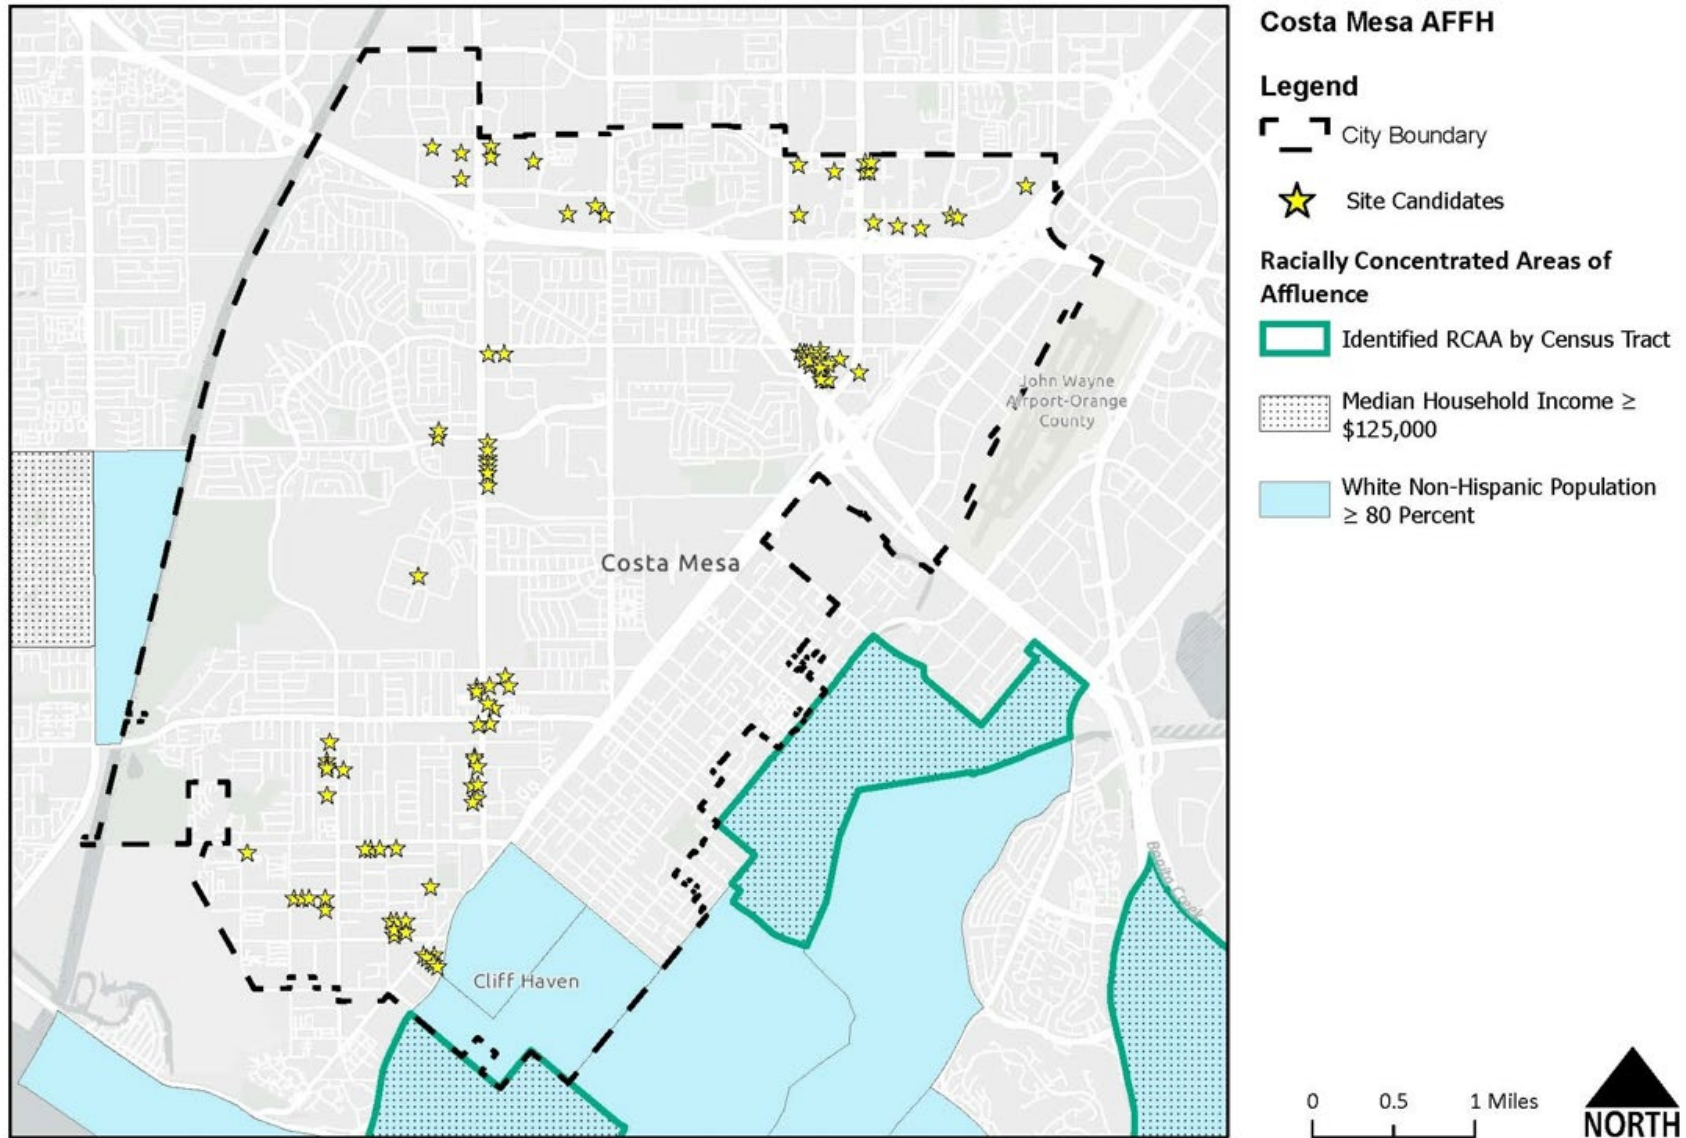 Costa Mesa AFFH
Legend
City Boundary
Site Candidates
Racially Concentrated Areas of
Affluence
Identified RCAA by Census Tract
Median Household Income ≥
$125,000
White Non-Hispanic Population
≥ 80 Percent
John Wayne
Airport-Orange
County
Costa Mesa
Cliff Haven
Bonita Creek
0 0.5 1 Miles
NORTH